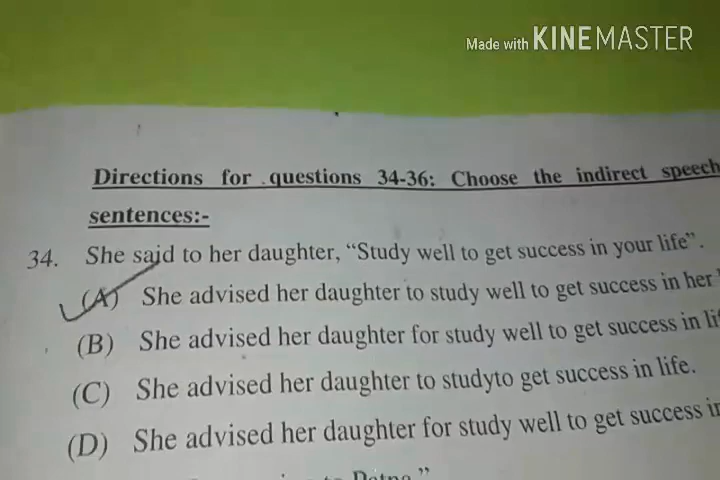 Made with KINEMASTER
Directions for questions 34-36: Choose the indirect speech
sentences:-
34. She said to her daughter, “Study well to get success in your life”.
(A) She advised her daughter to study well to get success in her
(B) She advised her daughter for study well to get success in
(C) She advised her daughter to studyto get success in life.
(D) She advised her daughter for study well to get success in